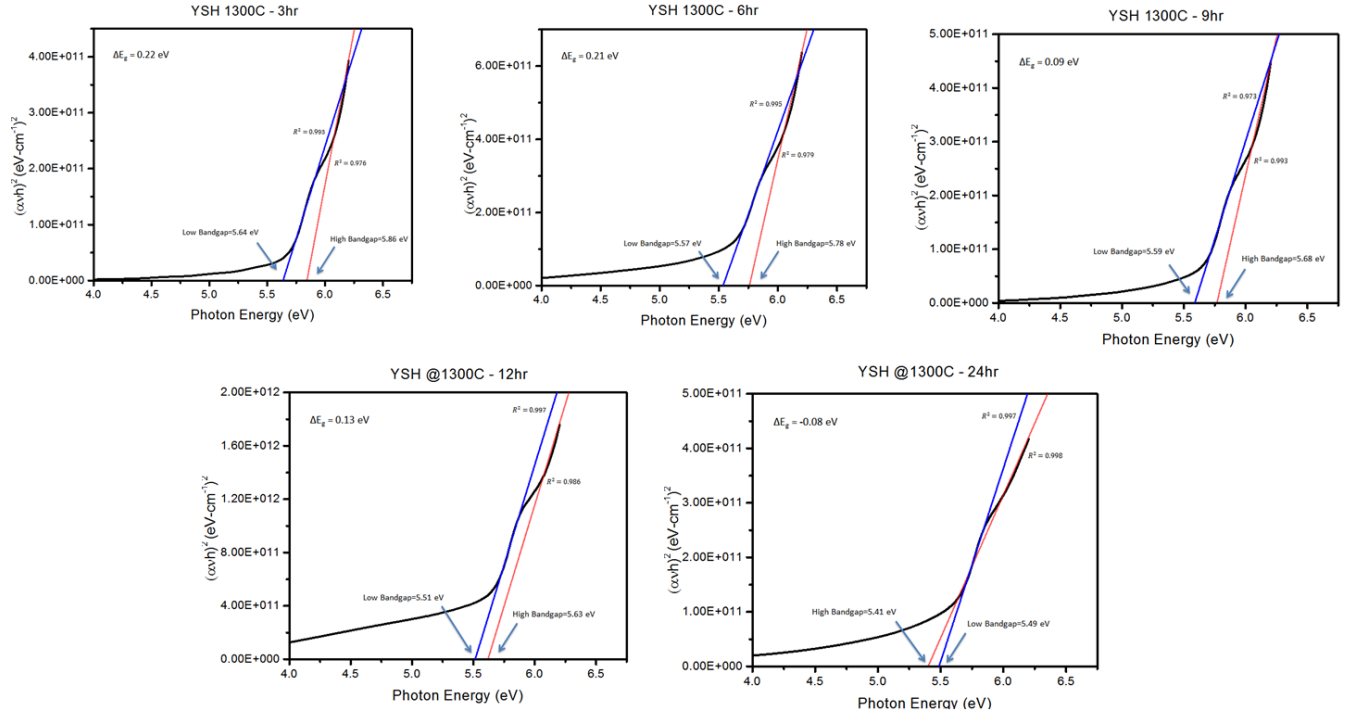 YSH 1300C - 3hr
ΔE_g = 0.22 eV
4.00E+011
3.00E+011
2.00E+011
1.00E+011
0.00E+000
(ανh)² (eV-cm⁻¹)²
R² = 0.993
R² = 0.976
Low Bandgap=5.64 eV
High Bandgap=5.86 eV
4.0 4.5 5.0 5.5 6.0 6.5
Photon Energy (eV)
YSH 1300C - 6hr
ΔE_g = 0.21 eV
6.00E+011
4.00E+011
2.00E+011
0.00E+000
(ανh)² (eV-cm⁻¹)²
R² = 0.995
R² = 0.979
Low Bandgap=5.57 eV
High Bandgap=5.78 eV
4.0 4.5 5.0 5.5 6.0 6.5
Photon Energy (eV)
YSH 1300C - 9hr
ΔE_g = 0.09 eV
5.00E+011
4.00E+011
3.00E+011
2.00E+011
1.00E+011
0.00E+000
(ανh)² (eV-cm⁻¹)²
R² = 0.973
R² = 0.993
Low Bandgap=5.59 eV
High Bandgap=5.68 eV
4.0 4.5 5.0 5.5 6.0 6.5
Photon Energy (eV)
YSH @1300C - 12hr
ΔE_g = 0.13 eV
2.00E+012
1.60E+012
1.20E+012
8.00E+011
4.00E+011
0.00E+000
(ανh)² (eV-cm⁻¹)²
R² = 0.997
R² = 0.986
Low Bandgap=5.51 eV
High Bandgap=5.63 eV
4.0 4.5 5.0 5.5 6.0 6.5
Photon Energy (eV)
YSH @1300C - 24hr
ΔE_g = -0.08 eV
5.00E+011
4.00E+011
3.00E+011
2.00E+011
1.00E+011
0.00E+000
(ανh)² (eV-cm⁻¹)²
R² = 0.997
R² = 0.998
High Bandgap=5.41 eV
Low Bandgap=5.49 eV
4.0 4.5 5.0 5.5 6.0 6.5
Photon Energy (eV)